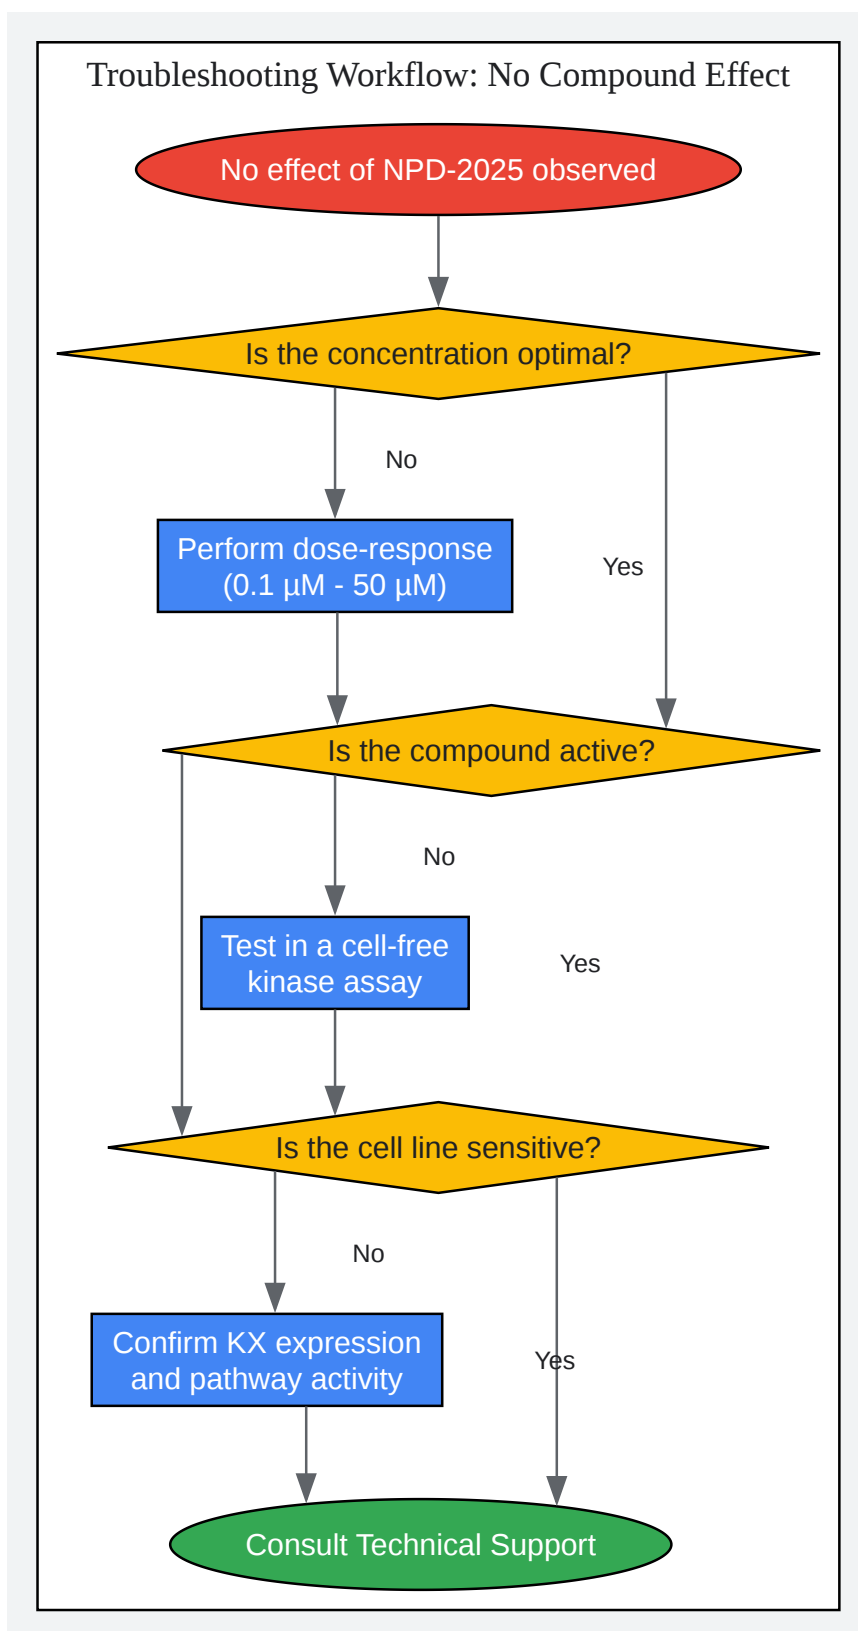 Troubleshooting Workflow: No Compound Effect
No effect of NPD-2025 observed
Is the concentration optimal?
No
Perform dose-response
(0.1 µM - 50 µM)
Yes
Is the compound active?
No
Test in a cell-free
kinase assay
Yes
Is the cell line sensitive?
No
Confirm KX expression
and pathway activity
Yes
Consult Technical Support